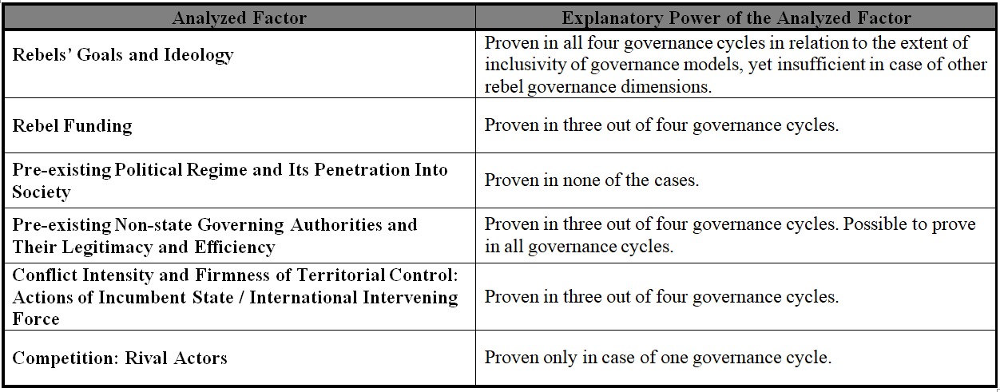 Analyzed Factor
Explanatory Power of the Analyzed Factor
Rebels’ Goals and Ideology
Proven in all four governance cycles in relation to the extent of
inclusivity of governance models, yet insufficient in case of other
rebel governance dimensions.
Rebel Funding
Proven in three out of four governance cycles.
Pre-existing Political Regime and Its Penetration Into
Society
Proven in none of the cases.
Pre-existing Non-state Governing Authorities and
Their Legitimacy and Efficiency
Proven in three out of four governance cycles. Possible to prove
in all governance cycles.
Conflict Intensity and Firmness of Territorial Control:
Actions of Incumbent State / International Intervening
Force
Proven in three out of four governance cycles.
Competition: Rival Actors
Proven only in case of one governance cycle.